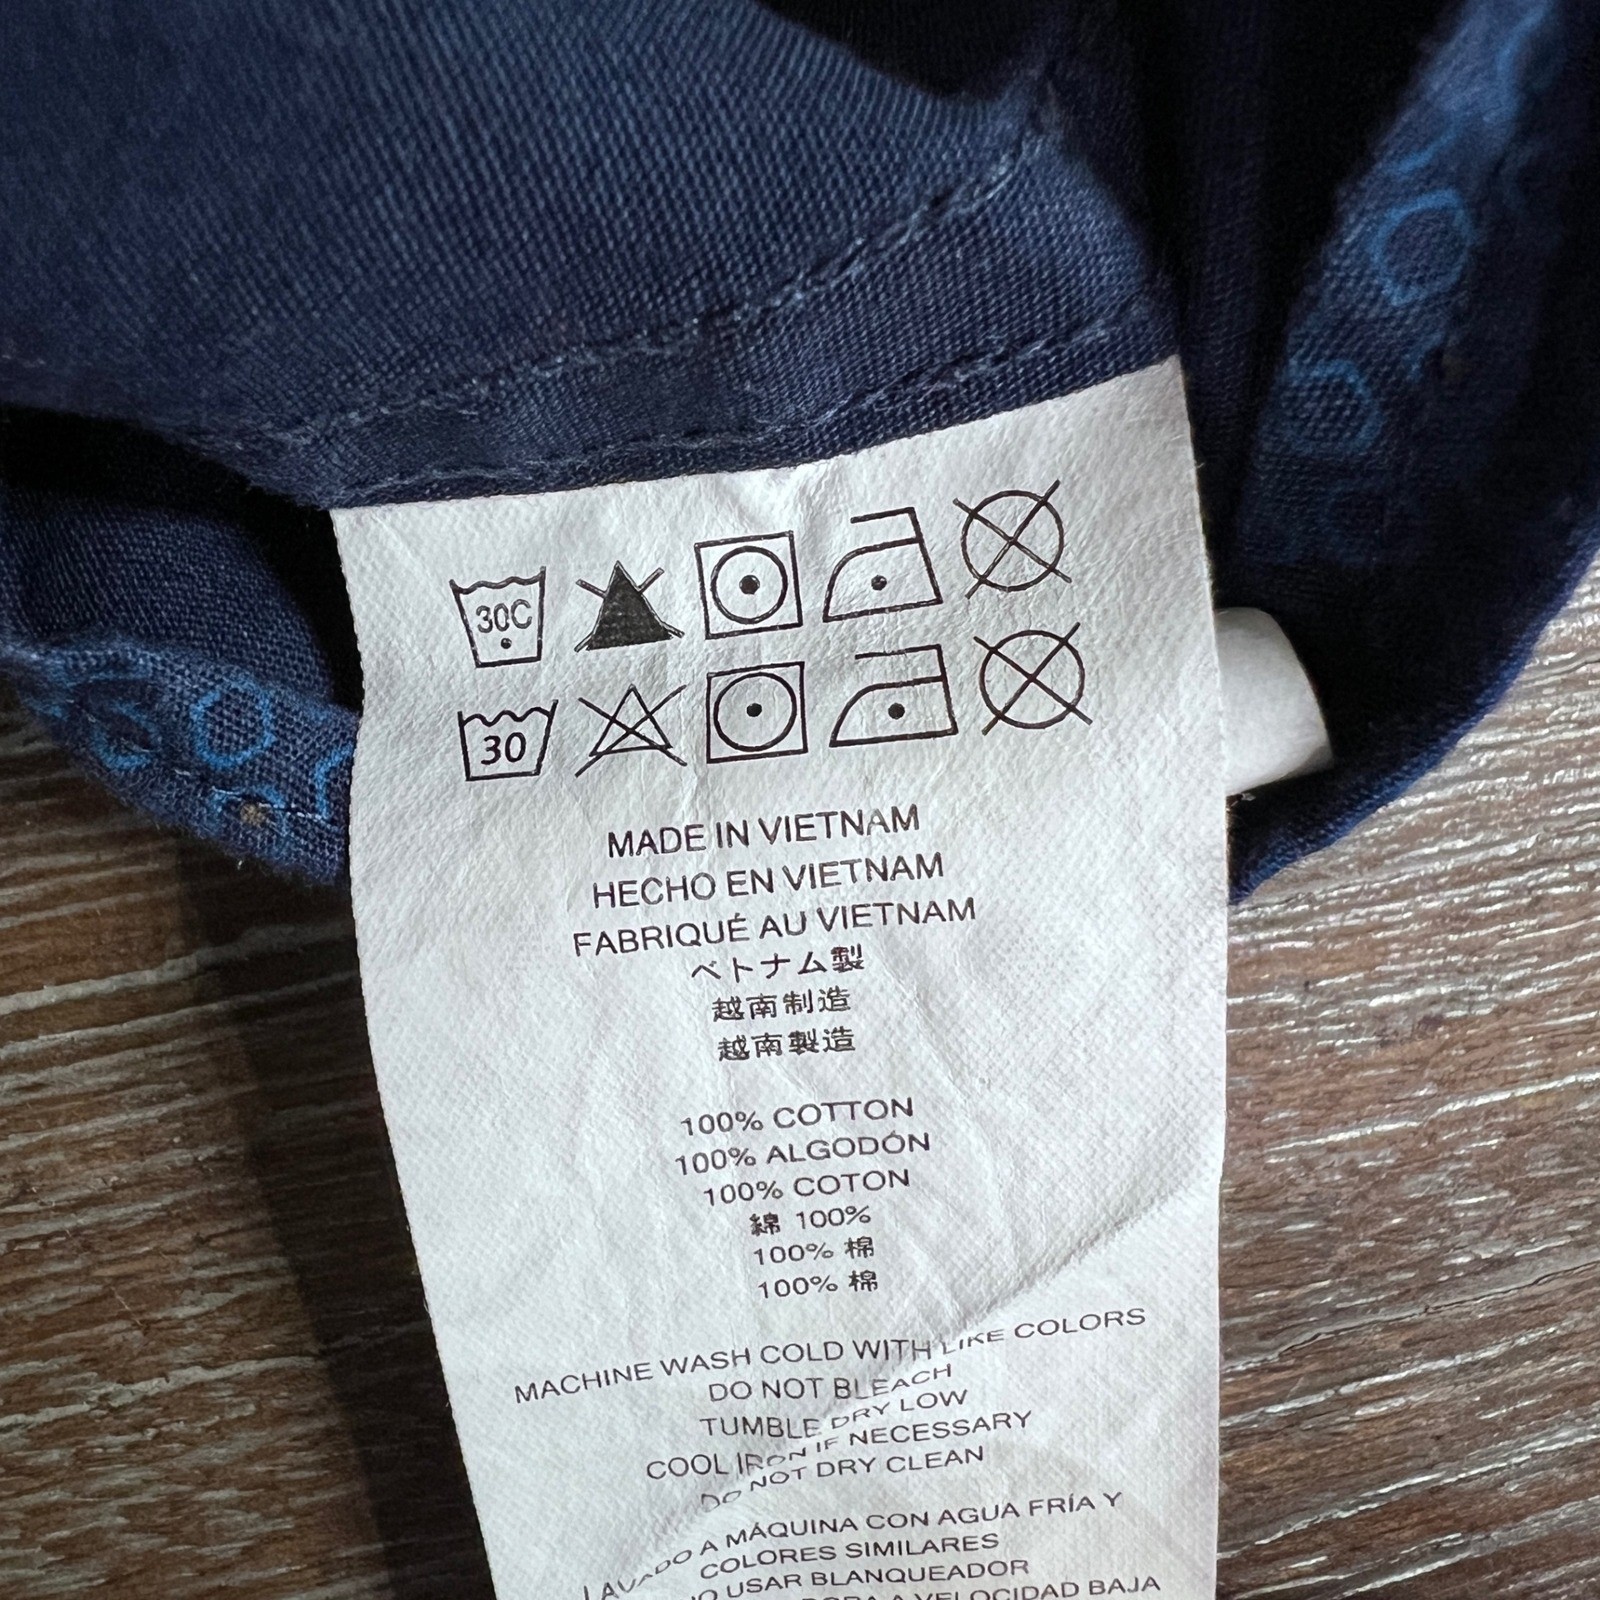 30C
30
MADE IN VIETNAM
HECHO EN VIETNAM
FABRIQUÉ AU VIETNAM
ベトナム製
越南制造
越南製造
100% COTTON
100% ALGODÓN
100% COTON
綿 100%
100% 棉
100% 棉
MACHINE WASH COLD WITH LIKE COLORS
DO NOT BLEACH
TUMBLE DRY LOW
COOL IRON IF NECESSARY
DO NOT DRY CLEAN
LAVADO A MÁQUINA CON AGUA FRÍA Y
COLORES SIMILARES
NO USAR BLANQUEADOR
A VELOCIDAD BAJA